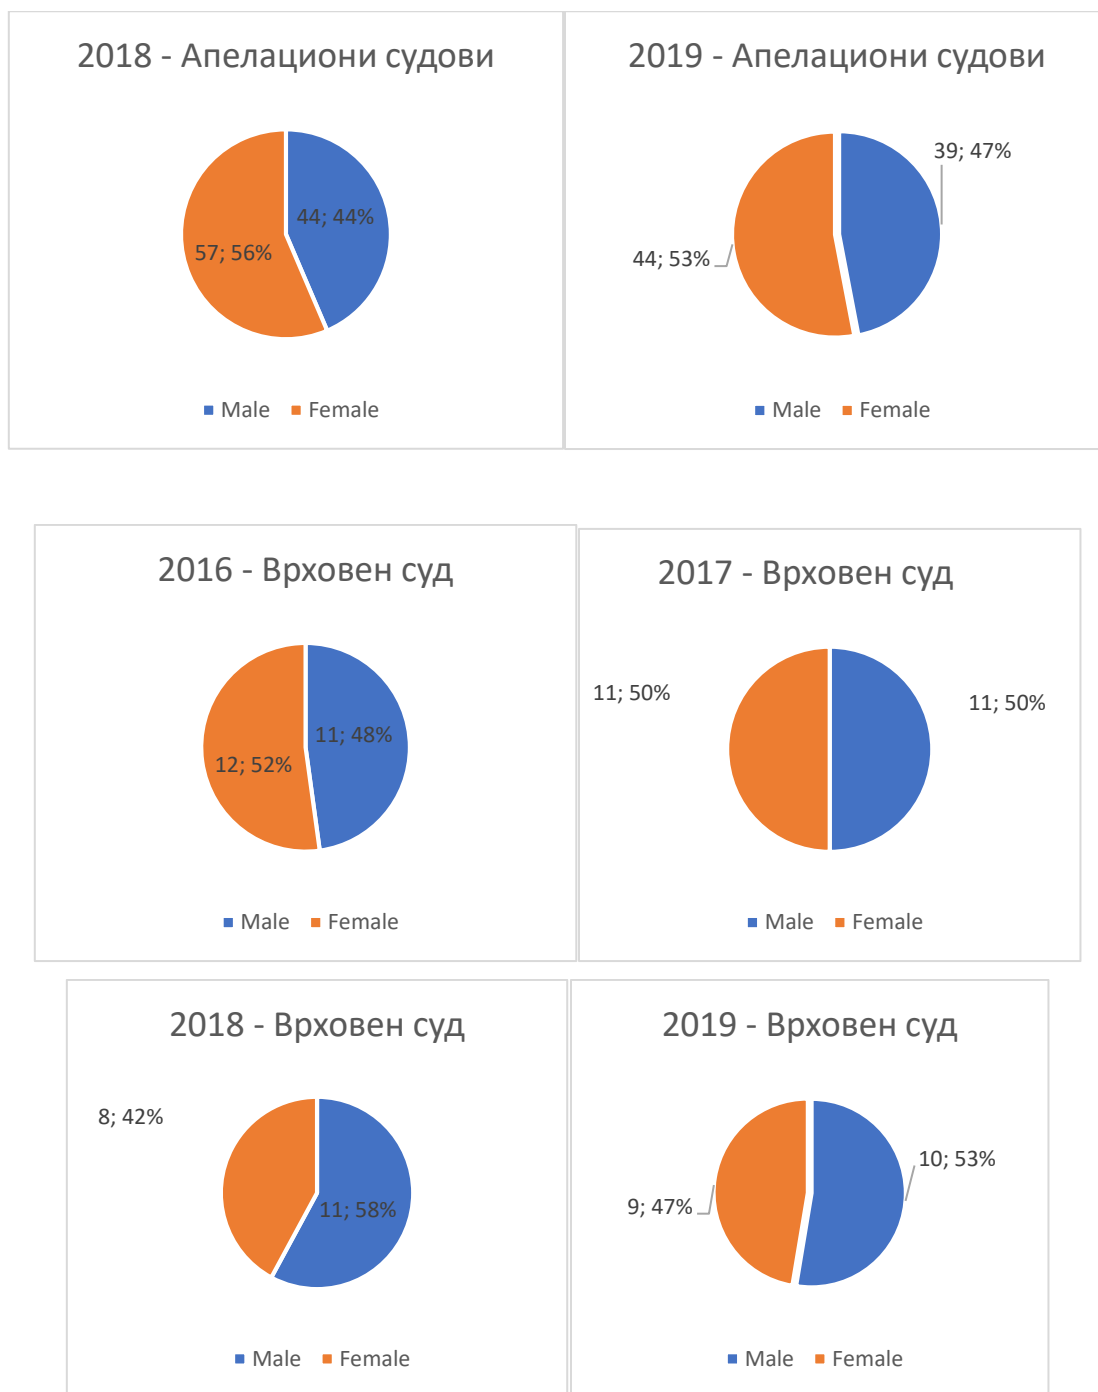 2018 - Апелациони судови
44; 44%
57; 56%
Male Female
2019 - Апелациони судови
39; 47%
44; 53%
Male Female
2016 - Врховен суд
11; 48%
12; 52%
Male Female
2017 - Врховен суд
11; 50%
11; 50%
Male Female
2018 - Врховен суд
8; 42%
11; 58%
Male Female
2019 - Врховен суд
10; 53%
9; 47%
Male Female